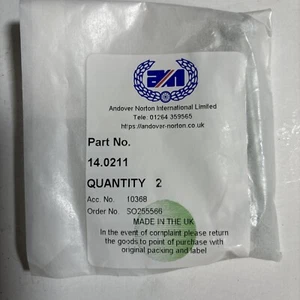 an
Andover Norton International Limited
Tele: 01264 359565
https://andover-norton.co.uk
Part No.
14.0211
QUANTITY 2
Acc. No. 10368
Order No. SO255566
MADE IN THE UK
In the event of complaint please return
the goods to point of purchase with
original packing and label